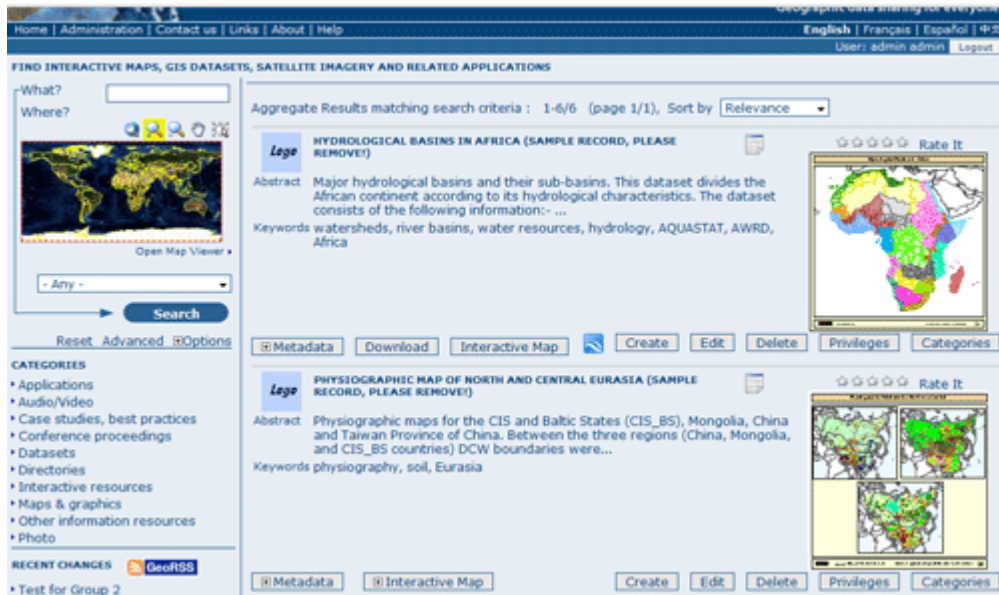 Geographic data sharing for everyone
Home | Administration | Contact us | Links | About | Help
English | Français | Español | 中文
User: admin admin Logout
FIND INTERACTIVE MAPS, GIS DATASETS, SATELLITE IMAGERY AND RELATED APPLICATIONS
What?
Where?
Open Map Viewer
- Any -
Search
Reset Advanced Options
CATEGORIES
Applications
Audio/Video
Case studies, best practices
Conference proceedings
Datasets
Directories
Interactive resources
Maps & graphics
Other information resources
Photo
RECENT CHANGES GeoRSS
Test for Group 2
Aggregate Results matching search criteria : 1-6/6 (page 1/1), Sort by Relevance
Logo
HYDROLOGICAL BASINS IN AFRICA (SAMPLE RECORD, PLEASE
REMOVE!)
Rate It
Abstract Major hydrological basins and their sub-basins. This dataset divides the
African continent according to its hydrological characteristics. The dataset
consists of the following information:- ...
Keywords watersheds, river basins, water resources, hydrology, AQUASTAT, AWRD,
Africa
Metadata Download Interactive Map Create Edit Delete Privileges Categories
Logo
PHYSIOGRAPHIC MAP OF NORTH AND CENTRAL EURASIA (SAMPLE
RECORD, PLEASE REMOVE!)
Rate It
Abstract Physiographic maps for the CIS and Baltic States (CIS_BS), Mongolia, China
and Taiwan Province of China. Between the three regions (China, Mongolia,
and CIS_BS countries) DCW boundaries were...
Keywords physiography, soil, Eurasia
Metadata Interactive Map Create Edit Delete Privileges Categories